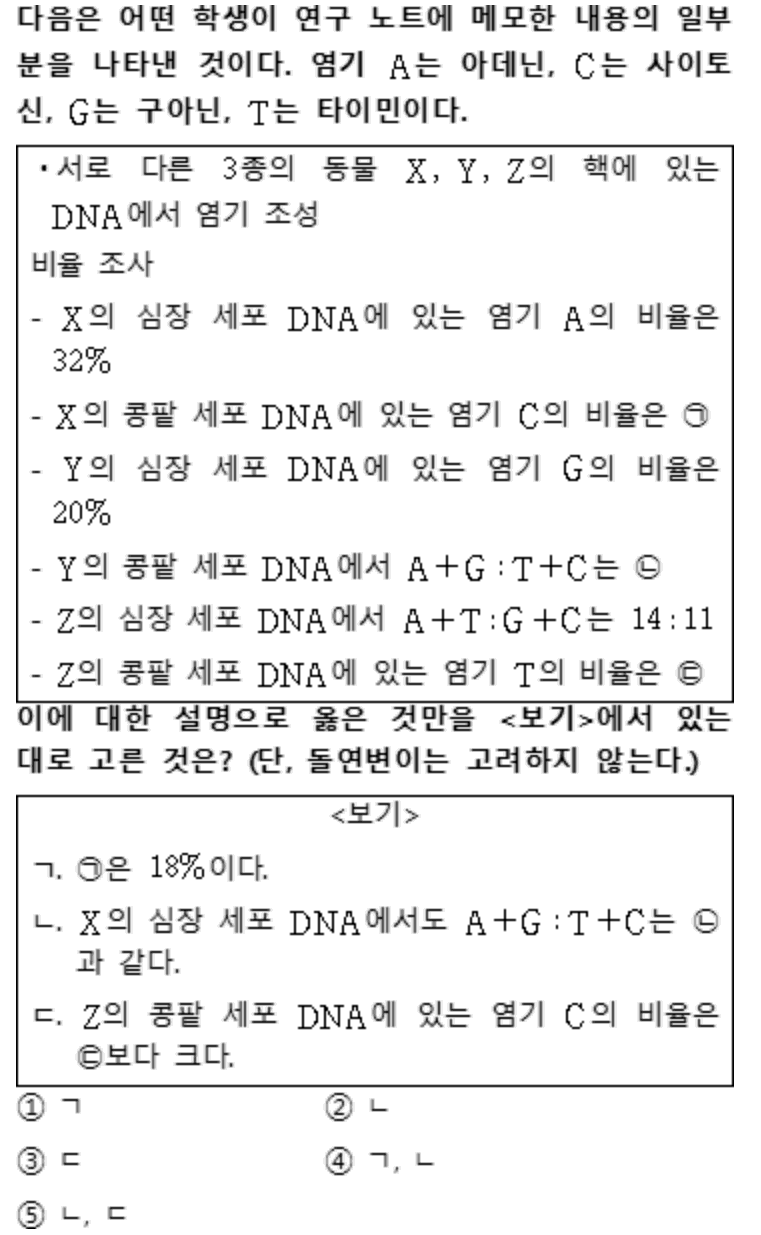 다음은 어떤 학생이 연구 노트에 메모한 내용의 일부
분을 나타낸 것이다. 염기 A는 아데닌, C는 사이토
신, G는 구아닌, T는 타이민이다.
・서로 다른 3종의 동물 X, Y, Z의 핵에 있는
DNA에서 염기 조성
비율 조사
- X의 심장 세포 DNA에 있는 염기 A의 비율은
32%
- X의 콩팥 세포 DNA에 있는 염기 C의 비율은 ㉠
- Y의 심장 세포 DNA에 있는 염기 G의 비율은
20%
- Y의 콩팥 세포 DNA에서 A+G:T+C는 ㉡
- Z의 심장 세포 DNA에서 A+T:G+C는 14:11
- Z의 콩팥 세포 DNA에 있는 염기 T의 비율은 ㉢
이에 대한 설명으로 옳은 것만을 <보기>에서 있는
대로 고른 것은? (단, 돌연변이는 고려하지 않는다.)
<보기>
ㄱ. ㉠은 18%이다.
ㄴ. X의 심장 세포 DNA에서도 A+G:T+C는 ㉡
과 같다.
ㄷ. Z의 콩팥 세포 DNA에 있는 염기 C의 비율은
㉢보다 크다.
① ㄱ ② ㄴ
③ ㄷ ④ ㄱ, ㄴ
⑤ ㄴ, ㄷ